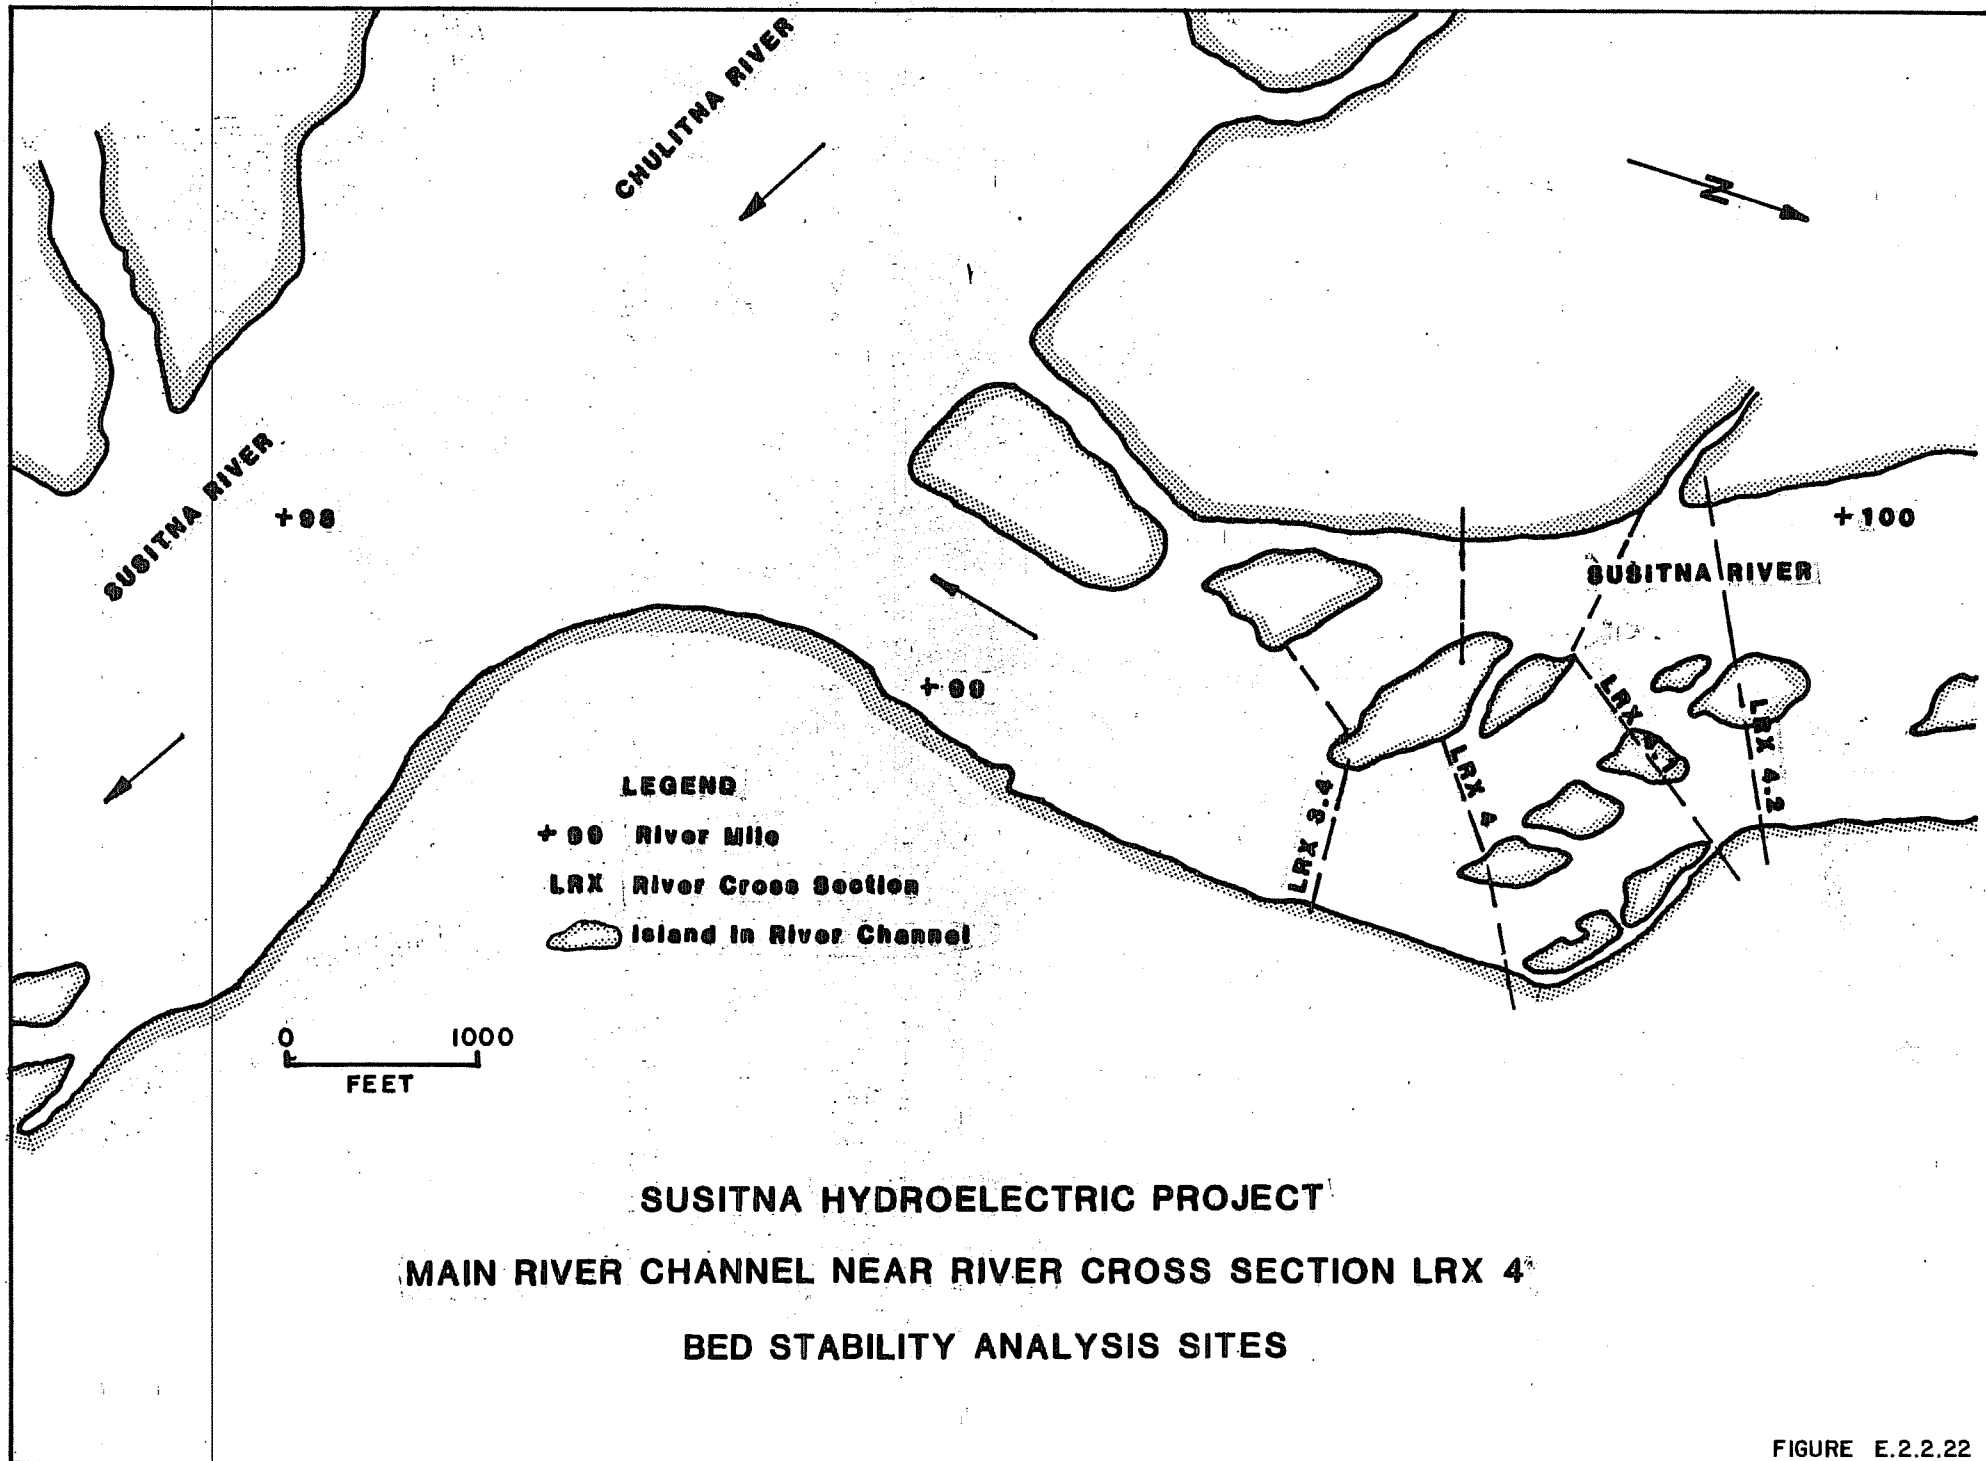 CHULITNA RIVER
N
SUSITNA RIVER
+98
+100
SUSITNA RIVER
+99
LRX 3.4
LRX 4
LRX 4.1
LRX 4.2
LEGEND
+99 River Mile
LRX River Cross Section
Island In River Channel
0 1000
FEET
SUSITNA HYDROELECTRIC PROJECT
MAIN RIVER CHANNEL NEAR RIVER CROSS SECTION LRX 4
BED STABILITY ANALYSIS SITES
FIGURE E.2.2.22